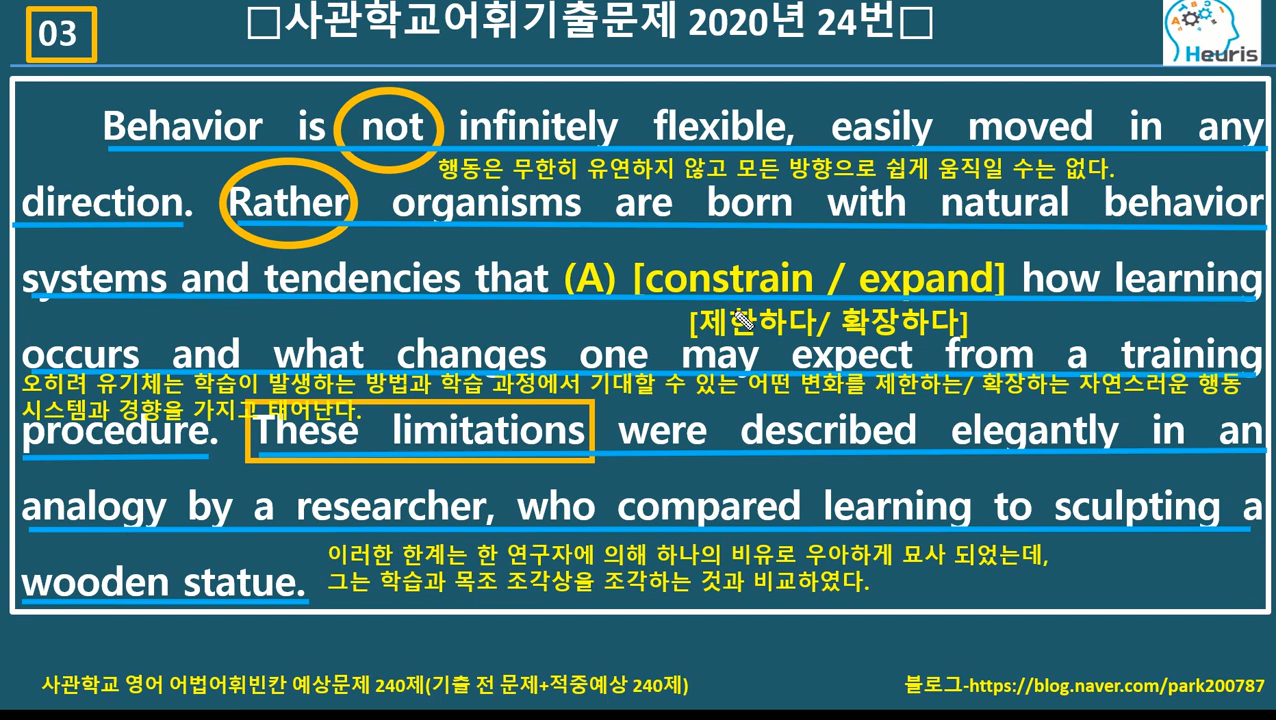 03
□사관학교어휘기출문제 2020년 24번□
Heuris
Behavior is not infinitely flexible, easily moved in any
행동은 무한히 유연하지 않고 모든 방향으로 쉽게 움직일 수는 없다.
direction. Rather organisms are born with natural behavior
systems and tendencies that (A) [constrain / expand] how learning
[제한하다/ 확장하다]
occurs and what changes one may expect from a training
오히려 유기체는 학습이 발생하는 방법과 학습 과정에서 기대할 수 있는 어떤 변화를 제한하는/ 확장하는 자연스러운 행동
시스템과 경향을 가지고 태어난다.
procedure. These limitations were described elegantly in an
analogy by a researcher, who compared learning to sculpting a
이러한 한계는 한 연구자에 의해 하나의 비유로 우아하게 묘사 되었는데,
wooden statue. 그는 학습과 목조 조각상을 조각하는 것과 비교하였다.
사관학교 영어 어법어휘빈칸 예상문제 240제(기출 전 문제+적중예상 240제)
블로그-https://blog.naver.com/park200787